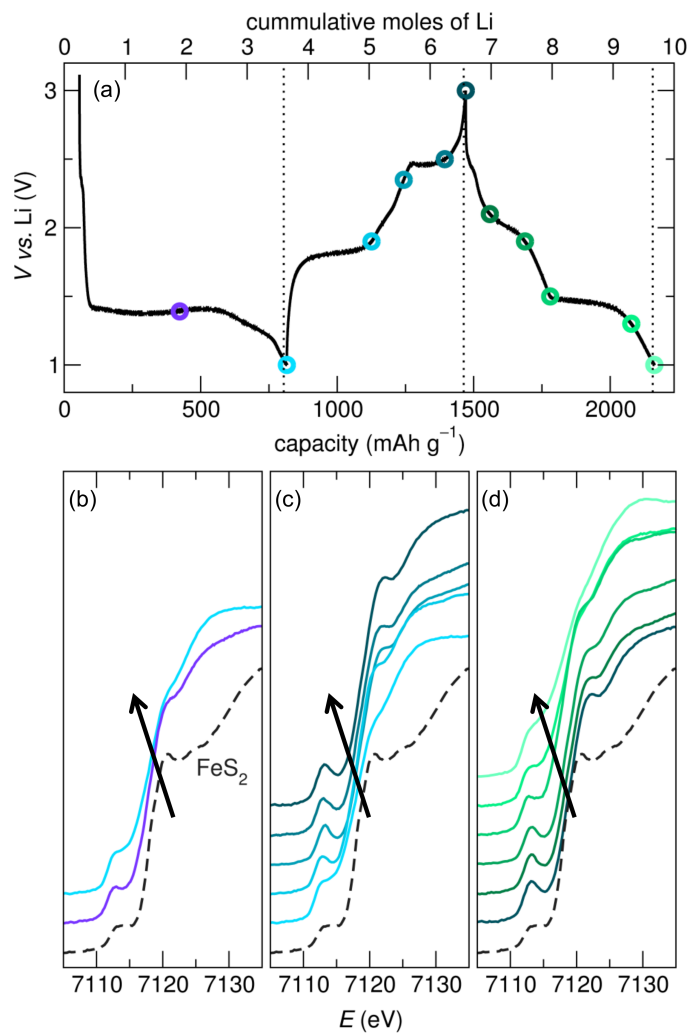 cummulative moles of Li
0 1 2 3 4 5 6 7 8 9 10
(a)
3
2
1
V vs. Li (V)
0 500 1000 1500 2000
capacity (mAh g⁻¹)
(b) (c) (d)
FeS₂
7110 7120 7130 7110 7120 7130 7110 7120 7130
E (eV)